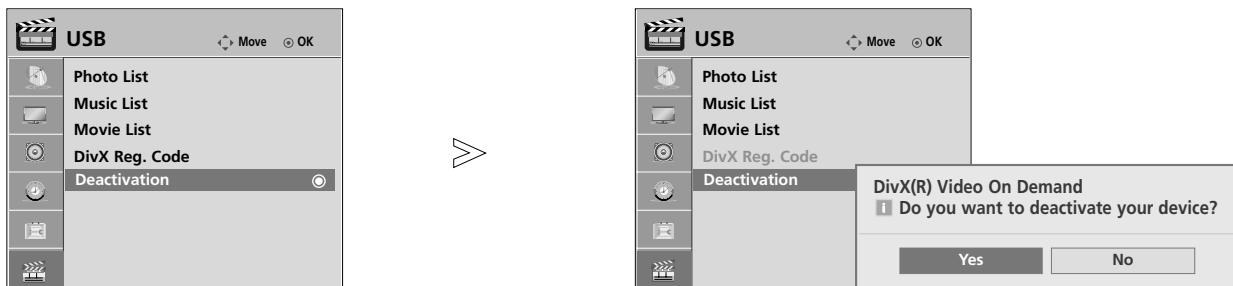 USB Move OK
Photo List
Music List
Movie List
DivX Reg. Code
Deactivation
USB Move OK
Photo List
Music List
Movie List
DivX Reg. Code
Deactivation
DivX(R) Video On Demand
i Do you want to deactivate your device?
Yes No